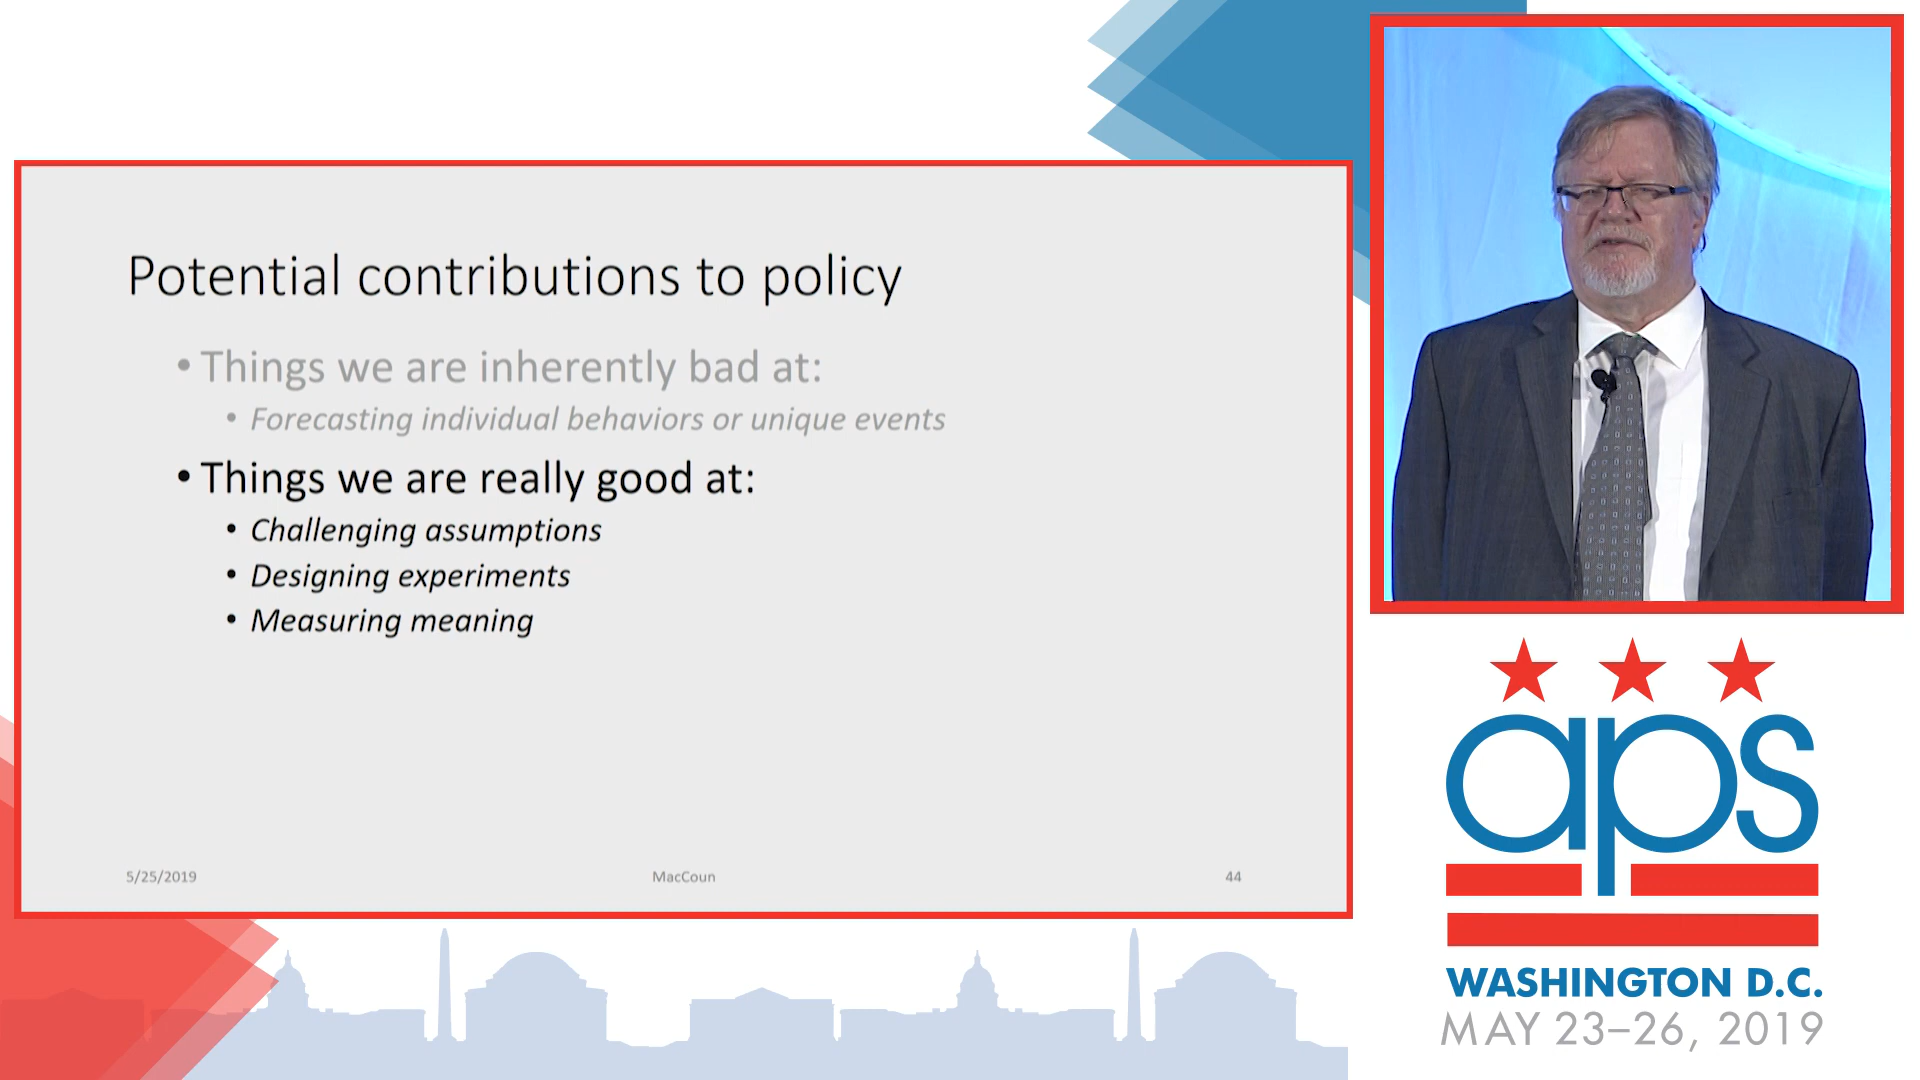 Potential contributions to policy
• Things we are inherently bad at:
• Forecasting individual behaviors or unique events
• Things we are really good at:
• Challenging assumptions
• Designing experiments
• Measuring meaning
5/25/2019 MacCoun 44
aps
WASHINGTON D.C.
MAY 23–26, 2019